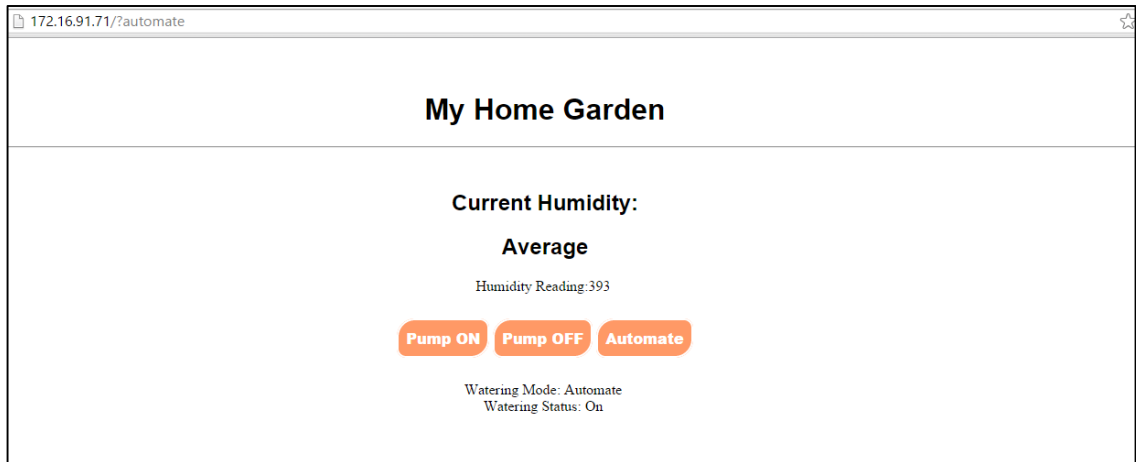 172.16.91.71/?automate
My Home Garden
Current Humidity:
Average
Humidity Reading:393
Pump ON Pump OFF Automate
Watering Mode: Automate
Watering Status: On